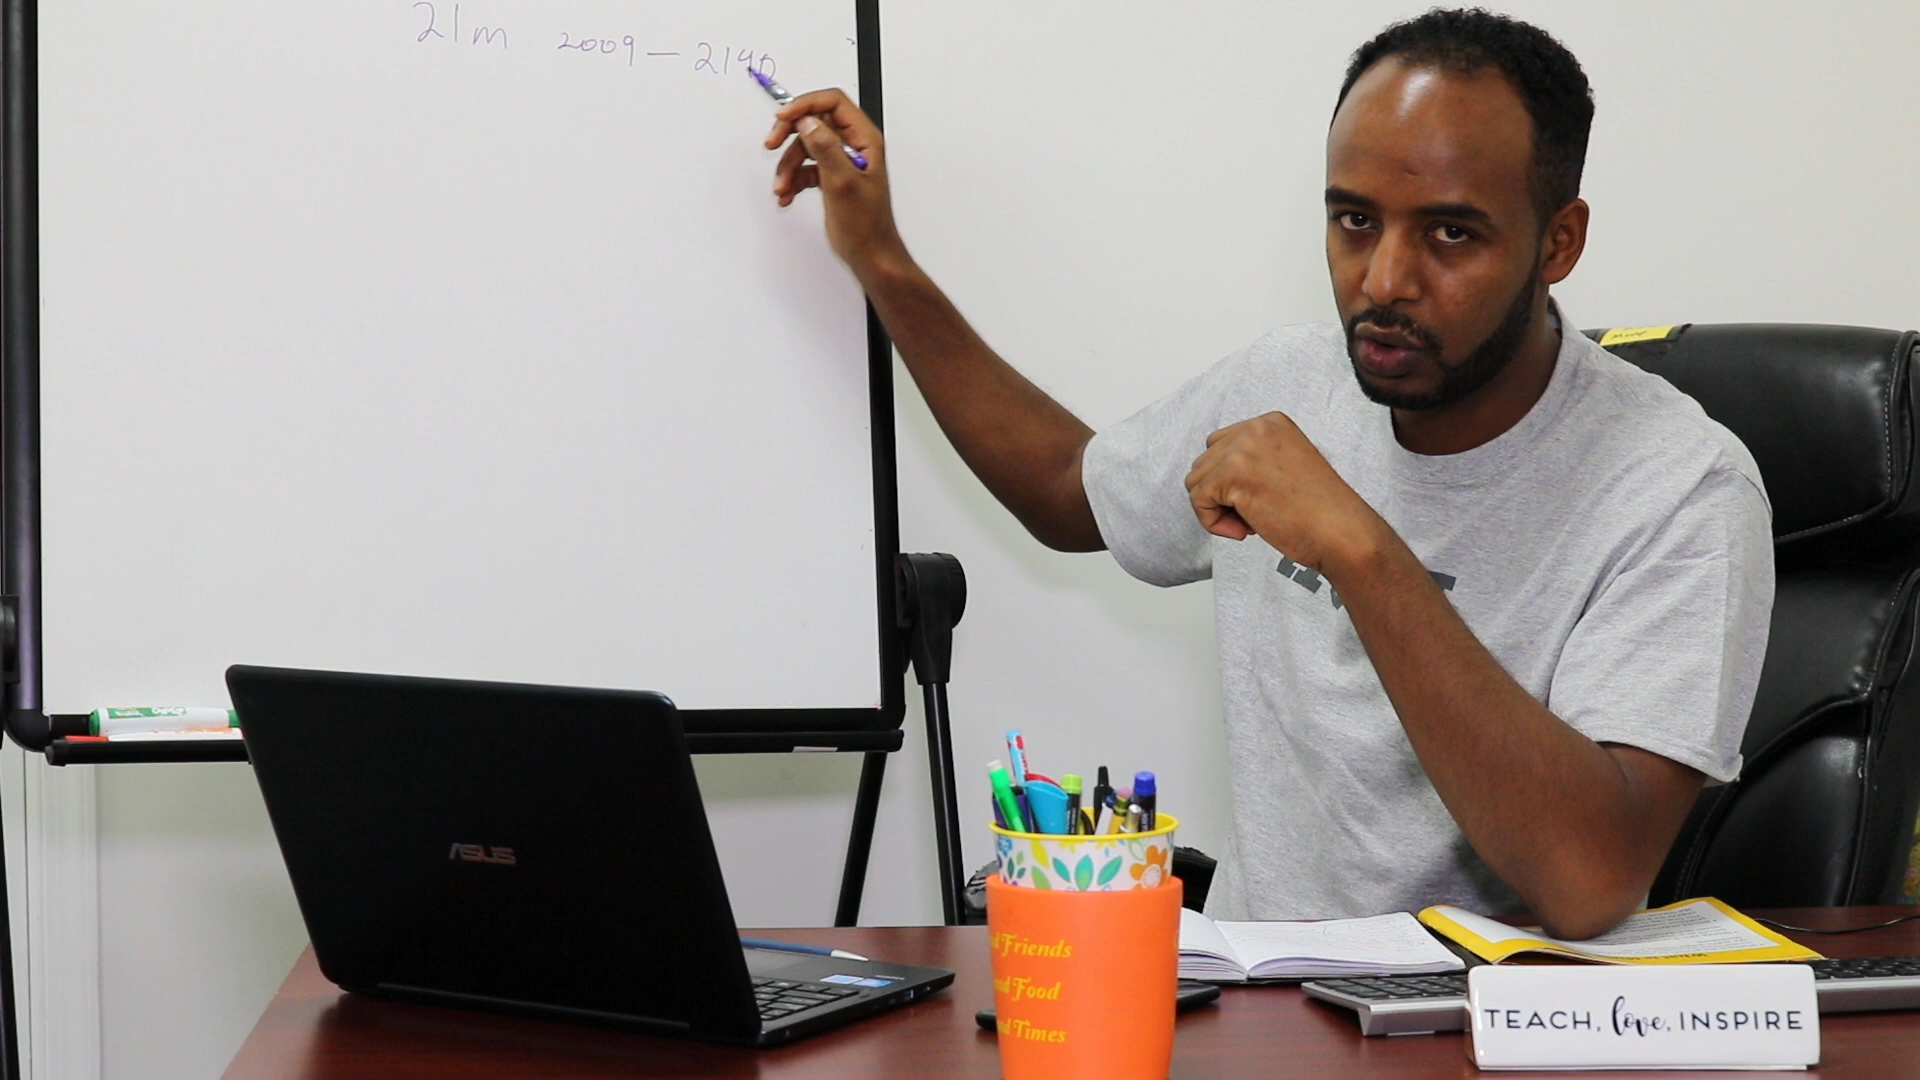 21m 2009 – 2140
ASUS
Friends
Food
Times
TEACH, love, INSPIRE